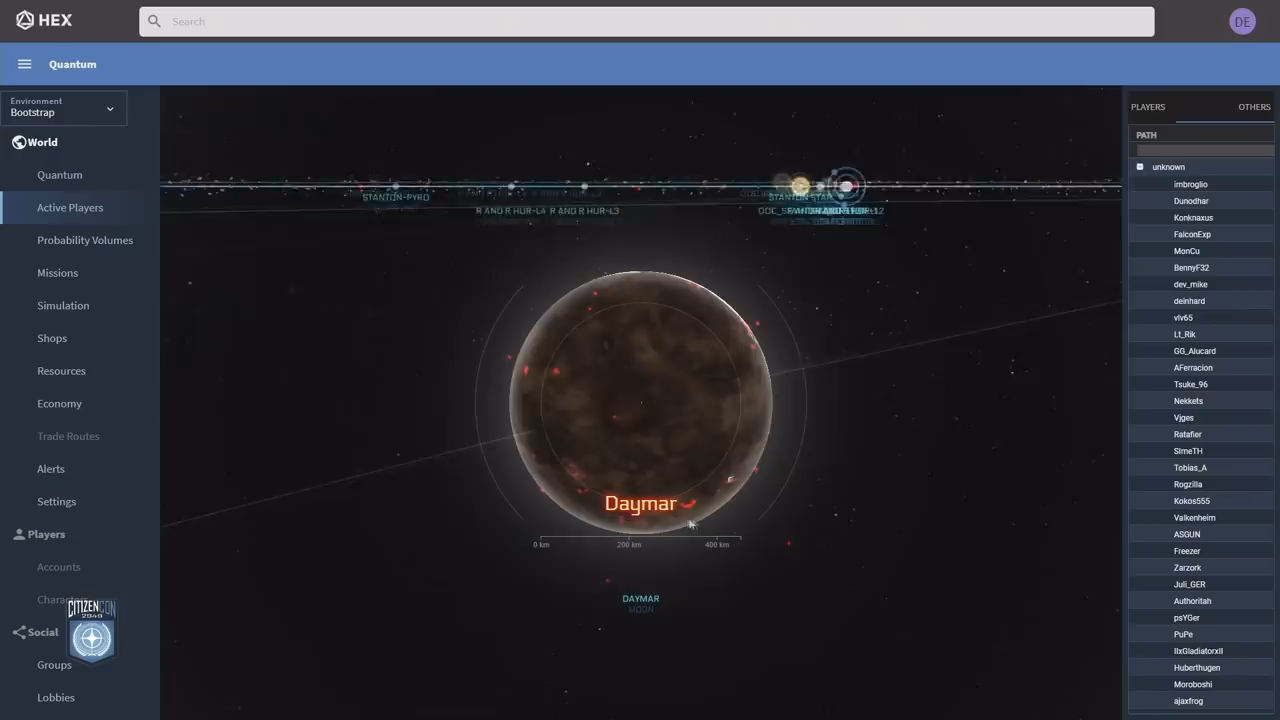 HEX
Search
DE
Quantum
Environment
Bootstrap
World
Quantum
Active Players
Probability Volumes
Missions
Simulation
Shops
Resources
Economy
Trade Routes
Alerts
Settings
Players
Accounts
Social
Groups
Lobbies
CITIZENCON
STANTON-PYRO
R AND R HUR-L4
R AND R HUR-L3
STANTON STAR
Daymar
0 km
200 km
400 km
DAYMAR
MOON
PLAYERS
OTHERS
PATH
unknown
imbroglio
Dunodhar
Konknaxus
FalconExp
MonCu
BennyF32
dev_mike
deinhard
vlv65
Lt_Rik
GG_Alucard
AFerracion
Tsuke_96
Nekkets
Vjges
Ratafier
SlmeTH
Tobias_A
Rogzilla
Kokos555
Valkenheim
ASGUN
Freezer
Zarzork
Juli_GER
Authoritah
psYGer
PuPe
IIxGladiatorxII
Huberthugen
Moroboshi
ajaxfrog